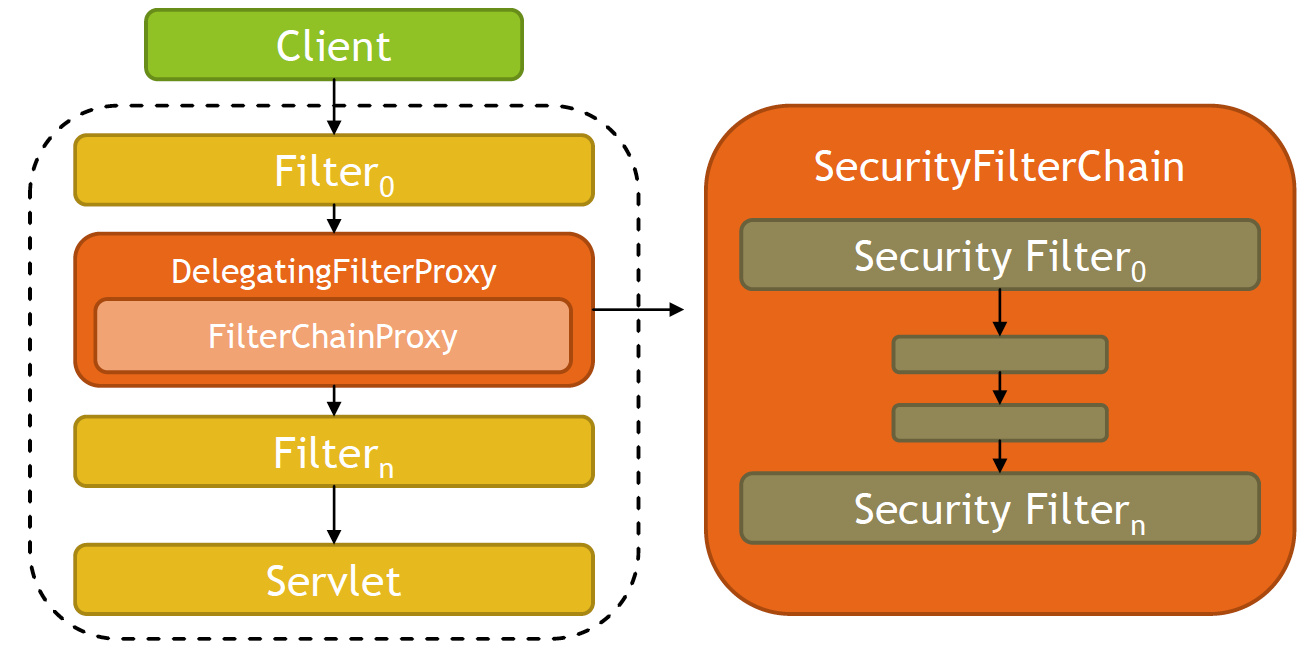 Client
Filter0
DelegatingFilterProxy
FilterChainProxy
Filtern
Servlet
SecurityFilterChain
Security Filter0
Security Filtern